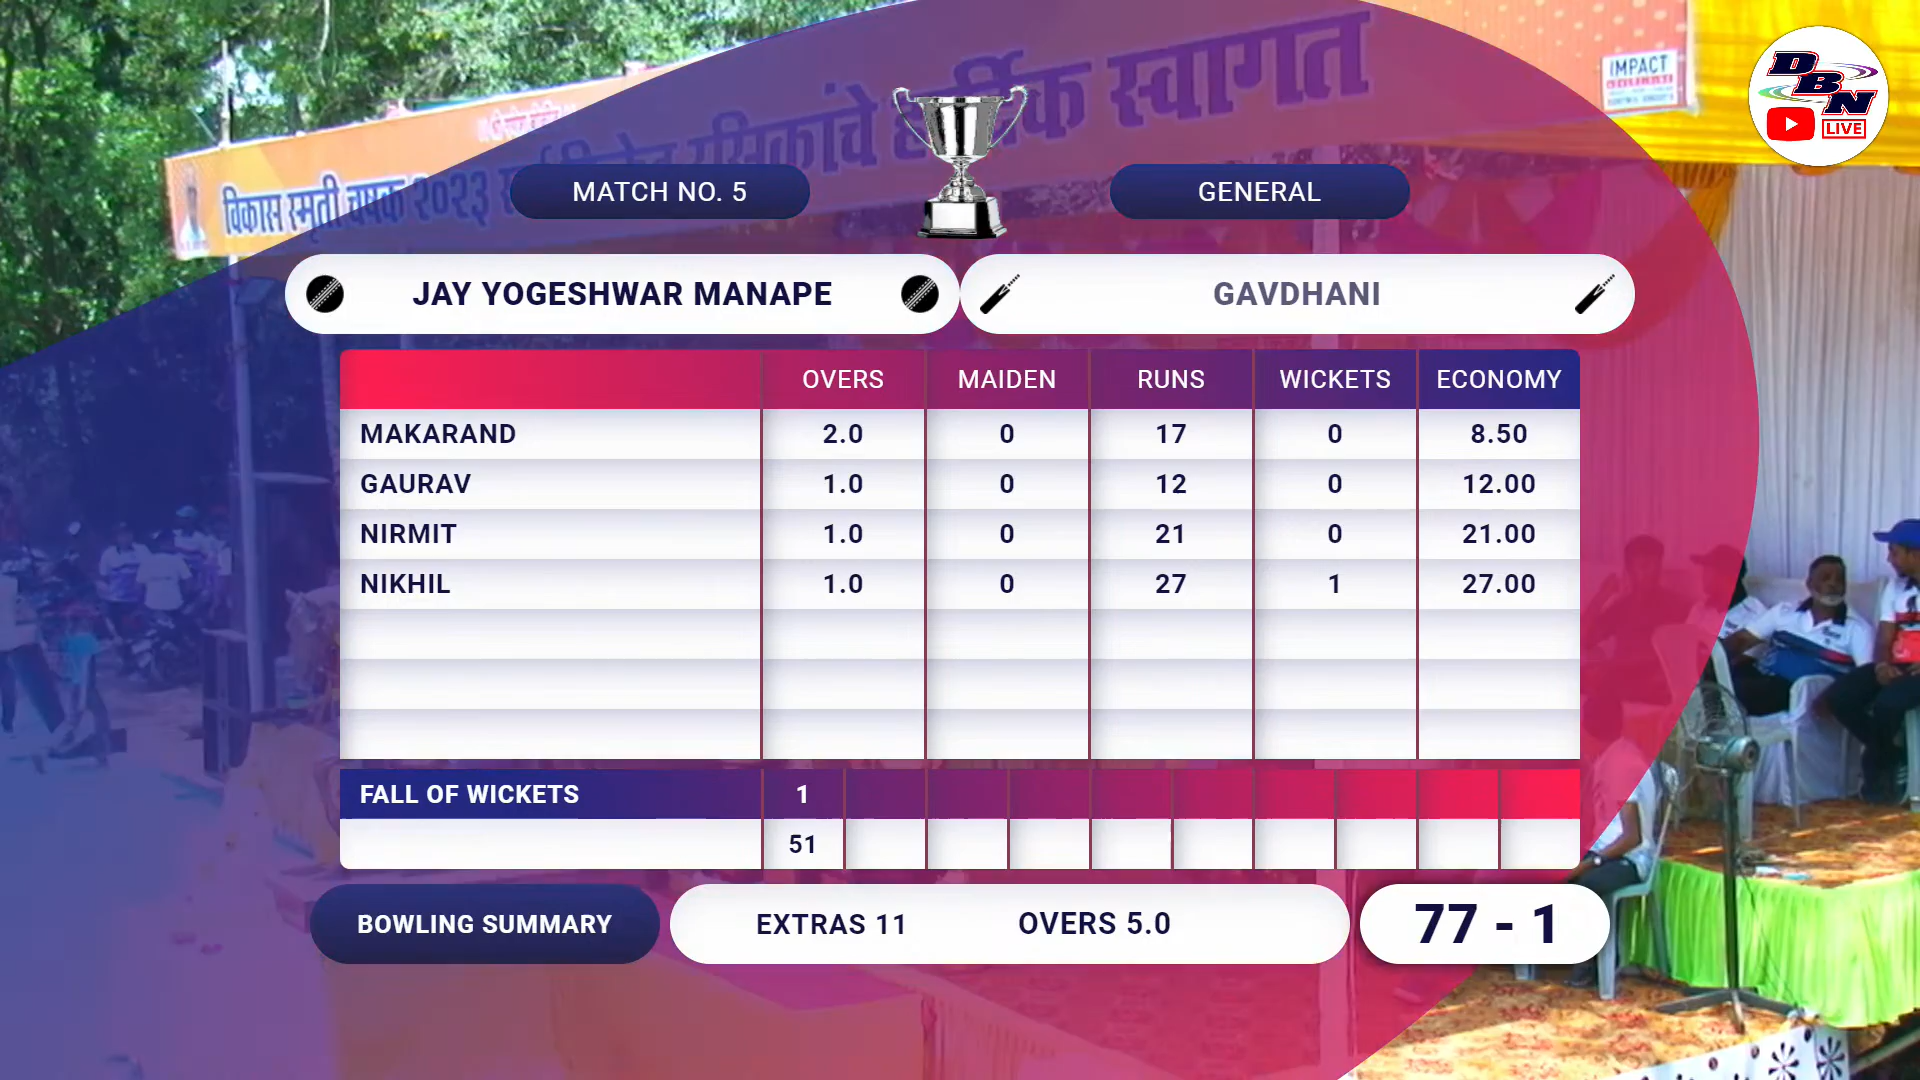 विकास स्मृती चषक २०२३
स्वागत
IMPACT
DBN
LIVE
MATCH NO. 5
GENERAL
JAY YOGESHWAR MANAPE
GAVDHANI
OVERS MAIDEN RUNS WICKETS ECONOMY
MAKARAND 2.0 0 17 0 8.50
GAURAV 1.0 0 12 0 12.00
NIRMIT 1.0 0 21 0 21.00
NIKHIL 1.0 0 27 1 27.00
FALL OF WICKETS 1
51
BOWLING SUMMARY EXTRAS 11 OVERS 5.0 77 - 1